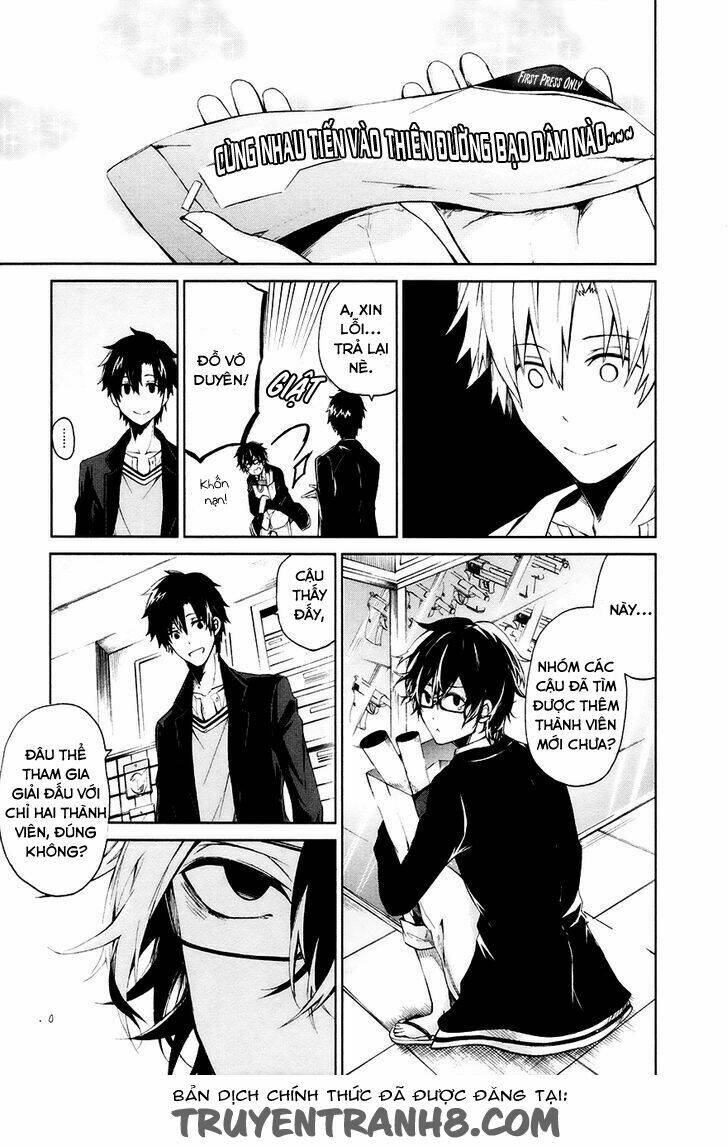 FIRST PRESS ONLY
CÙNG NHAU TIẾN VÀO THIÊN ĐƯỜNG BẠO DÂM NÀO~~~
A, XIN
LỖI...
TRẢ LẠI
NÈ.
GIẬT
ĐỒ VÔ
DUYÊN!
Khốn
nạn!
......
NÀY...
NHÓM CÁC
CẬU ĐÃ TÌM
ĐƯỢC THÊM
THÀNH VIÊN
MỚI CHƯA?
CẬU
THẤY
ĐẤY,
ĐÂU THỂ
THAM GIA
GIẢI ĐẤU VỚI
CHỈ HAI THÀNH
VIÊN, ĐÚNG
KHÔNG?
BẢN DỊCH CHÍNH THỨC ĐÃ ĐƯỢC ĐĂNG TẠI:
TRUYENTRANH8.COM